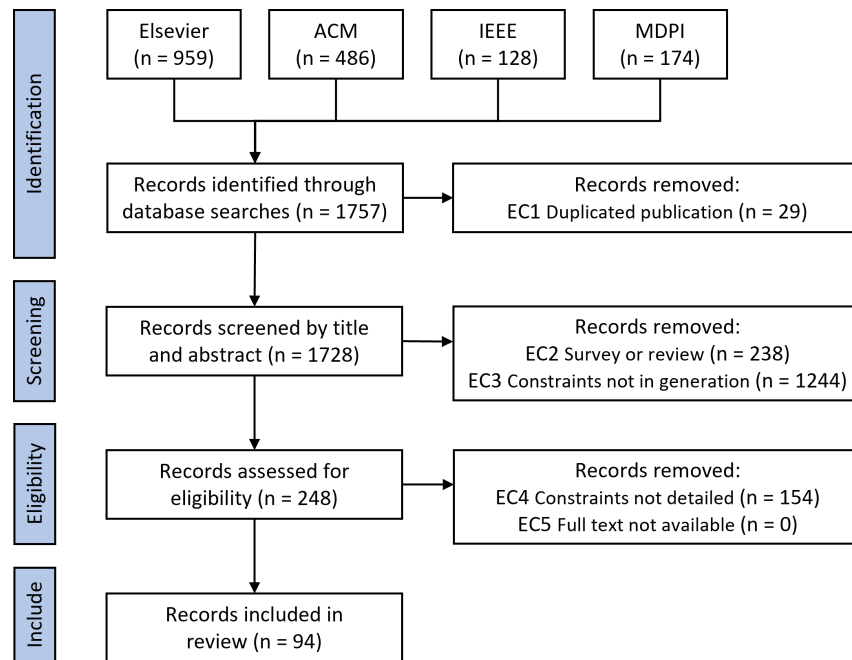 Identification
Elsevier
(n = 959)
ACM
(n = 486)
IEEE
(n = 128)
MDPI
(n = 174)
Records identified through
database searches (n = 1757)
Records removed:
EC1 Duplicated publication (n = 29)
Screening
Records screened by title
and abstract (n = 1728)
Records removed:
EC2 Survey or review (n = 238)
EC3 Constraints not in generation (n = 1244)
Eligibility
Records assessed for
eligibility (n = 248)
Records removed:
EC4 Constraints not detailed (n = 154)
EC5 Full text not available (n = 0)
Include
Records included in
review (n = 94)